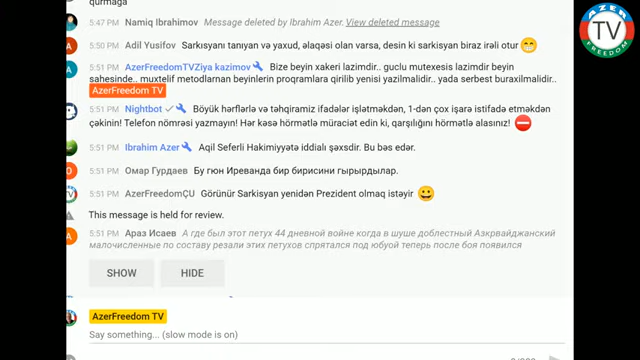 qurmağa
5:47 PM Namiq Ibrahimov Message deleted by Ibrahim Azer. View deleted message
5:50 PM Adil Yusifov Sarkısyanı tanıyan və yaxud, əlaqəsi olan varsa, desin ki sarkisyan biraz irəli otur
5:51 PM AzerFreedomTVZiya kazimov Bize beyin xakeri lazimdir.. guclu mutexesis lazimdir beyin
sahesinde.. muxtelif metodlarnan beyinlerin proqramlara qirilib yenisi yazilmalidir.. yada serbest buraxilmalidir..
AzerFreedom TV
5:51 PM Nightbot Böyük hərflərlə və təhqiramiz ifadələr işlətməkdən, 1-dən çox işarə istifadə etməkdən
çəkinin! Telefon nömrəsi yazmayın! Hər kəsə hörmətlə müraciət edin ki, qarşılığını hörmətlə alasınız!
5:51 PM Ibrahim Azer Aqil Seferli Hakimiyyətə iddialı şəxsdir. Bu bəs edər.
5:51 PM Омар Гурдаев Бу гюн Иреванда бир бирисини гырырдылар.
5:51 PM AzerFreedomÇU Görünür Sarkisyan yenidən Prezident olmaq istəyir
This message is held for review.
5:51 PM Араз Исаев А где был этот петух 44 дневной войне когда в шуше доблестный Азкрвайджанский
малочисленные по составу резали этих петухов спрятался под юбуой теперь после боя появился
SHOW HIDE
AzerFreedom TV
Say something... (slow mode is on)
AZER
TV
FREEDOM